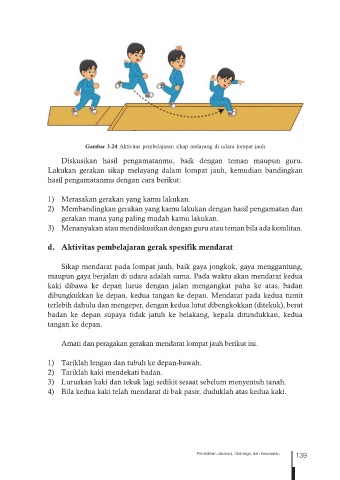 Gambar 3.24 Aktivitas pembelajaran sikap melayang di udara lompat jauh
Diskusikan hasil pengamatanmu, baik dengan teman maupun guru.
Lakukan gerakan sikap melayang dalam lompat jauh, kemudian bandingkan
hasil pengamatanmu dengan cara berikut:
1) Merasakan gerakan yang kamu lakukan.
2) Membandingkan gerakan yang kamu lakukan dengan hasil pengamatan dan
gerakan mana yang paling mudah kamu lakukan.
3) Menanyakan atau mendiskusikan dengan guru atau teman bila ada kesulitan.
d. Aktivitas pembelajaran gerak spesifik mendarat
Sikap mendarat pada lompat jauh, baik gaya jongkok, gaya menggantung,
maupun gaya berjalan di udara adalah sama. Pada waktu akan mendarat kedua
kaki dibawa ke depan lurus dengan jalan mengangkat paha ke atas, badan
dibungkukkan ke depan, kedua tangan ke depan. Mendarat pada kedua tumit
terlebih dahulu dan mengeper, dengan kedua lutut dibengkokkan (ditekuk), berat
badan ke depan supaya tidak jatuh ke belakang, kepala ditundukkan, kedua
tangan ke depan.
Amati dan peragakan gerakan mendarat lompat jauh berikut ini.
1) Tariklah lengan dan tubuh ke depan-bawah.
2) Tariklah kaki mendekati badan.
3) Luruskan kaki dan tekuk lagi sedikit sesaat sebelum menyentuh tanah.
4) Bila kedua kaki telah mendarat di bak pasir, duduklah atas kedua kaki.
Pendidikan Jasmani, Olahraga, dan Kesehatan
139